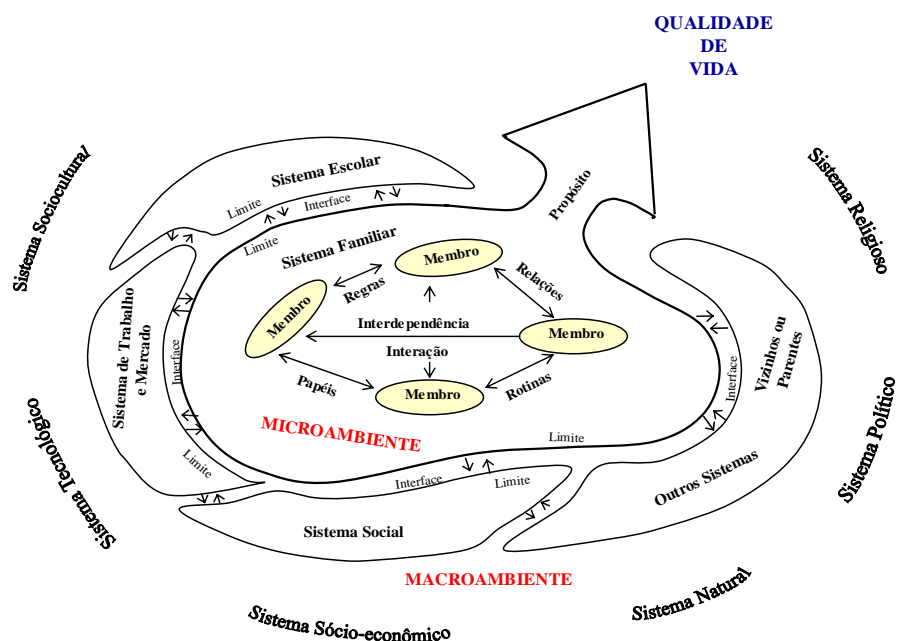 QUALIDADE
DE
VIDA
Sistema Sociocultural
Sistema Religioso
Sistema Escolar
Limite
Interface
Limite
Propósito
Sistema Familiar
Membro
Regras
Relações
Membro
Interdependência
Membro
Interação
Papéis
Membro
Rotinas
Sistema de Trabalho
e Mercado
Interface
Limite
Vizinhos ou
Parentes
Interface
Sistema Tecnológico
Sistema Político
MICROAMBIENTE
Limite
Interface
Limite
Outros Sistemas
Sistema Social
MACROAMBIENTE
Sistema Natural
Sistema Sócio-econômico